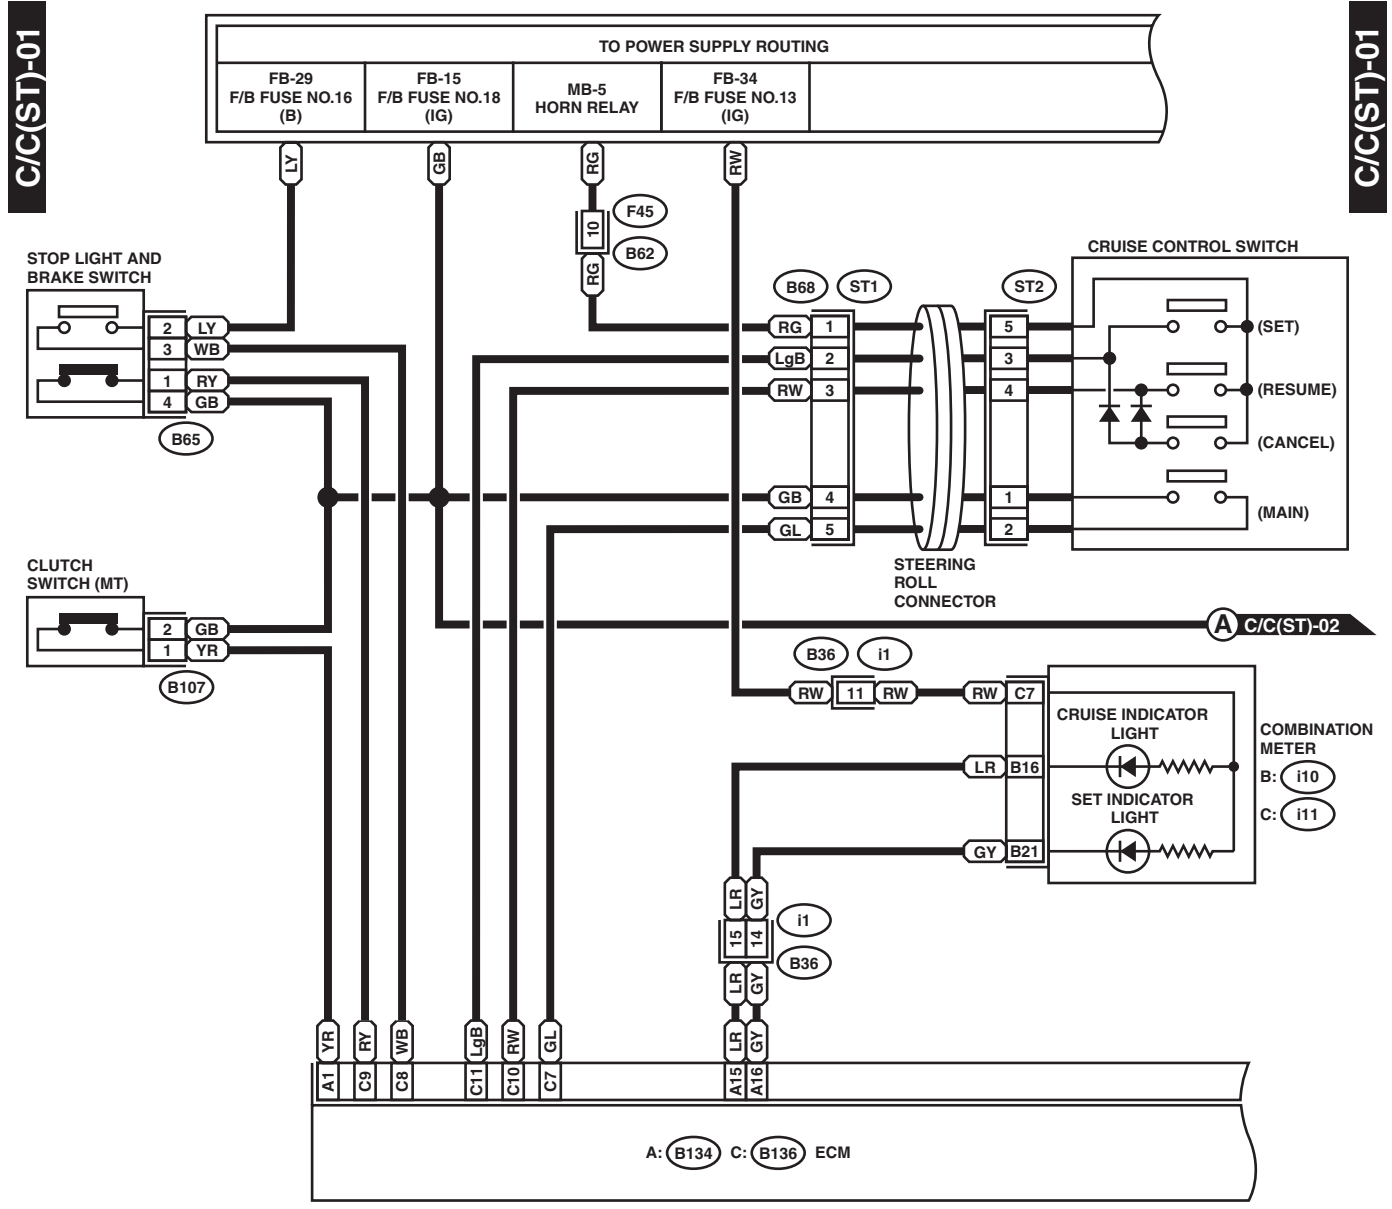 C/C(ST)-01
C/C(ST)-01
TO POWER SUPPLY ROUTING
FB-29
F/B FUSE NO.16
(B)
FB-15
F/B FUSE NO.18
(IG)
MB-5
HORN RELAY
FB-34
F/B FUSE NO.13
(IG)
LY
GB
RG
RW
10
F45
B62
RG
STOP LIGHT AND
BRAKE SWITCH
2 LY
3 WB
1 RY
4 GB
B65
CRUISE CONTROL SWITCH
B68 ST1 ST2
RG 1 5
LgB 2 3
RW 3 4
GB 4 1
GL 5 2
(SET)
(RESUME)
(CANCEL)
(MAIN)
STEERING
ROLL
CONNECTOR
CLUTCH
SWITCH (MT)
2 GB
1 YR
B107
A C/C(ST)-02
B36 i1
RW 11 RW RW C7
CRUISE INDICATOR
LIGHT
LR B16
SET INDICATOR
LIGHT
GY B21
COMBINATION
METER
B: i10
C: i11
LR GY
15 14
i1
B36
LR GY
YR RY WB LgB RW GL LR GY
A1 C9 C8 C11 C10 C7 A15 A16
A: B134 C: B136 ECM